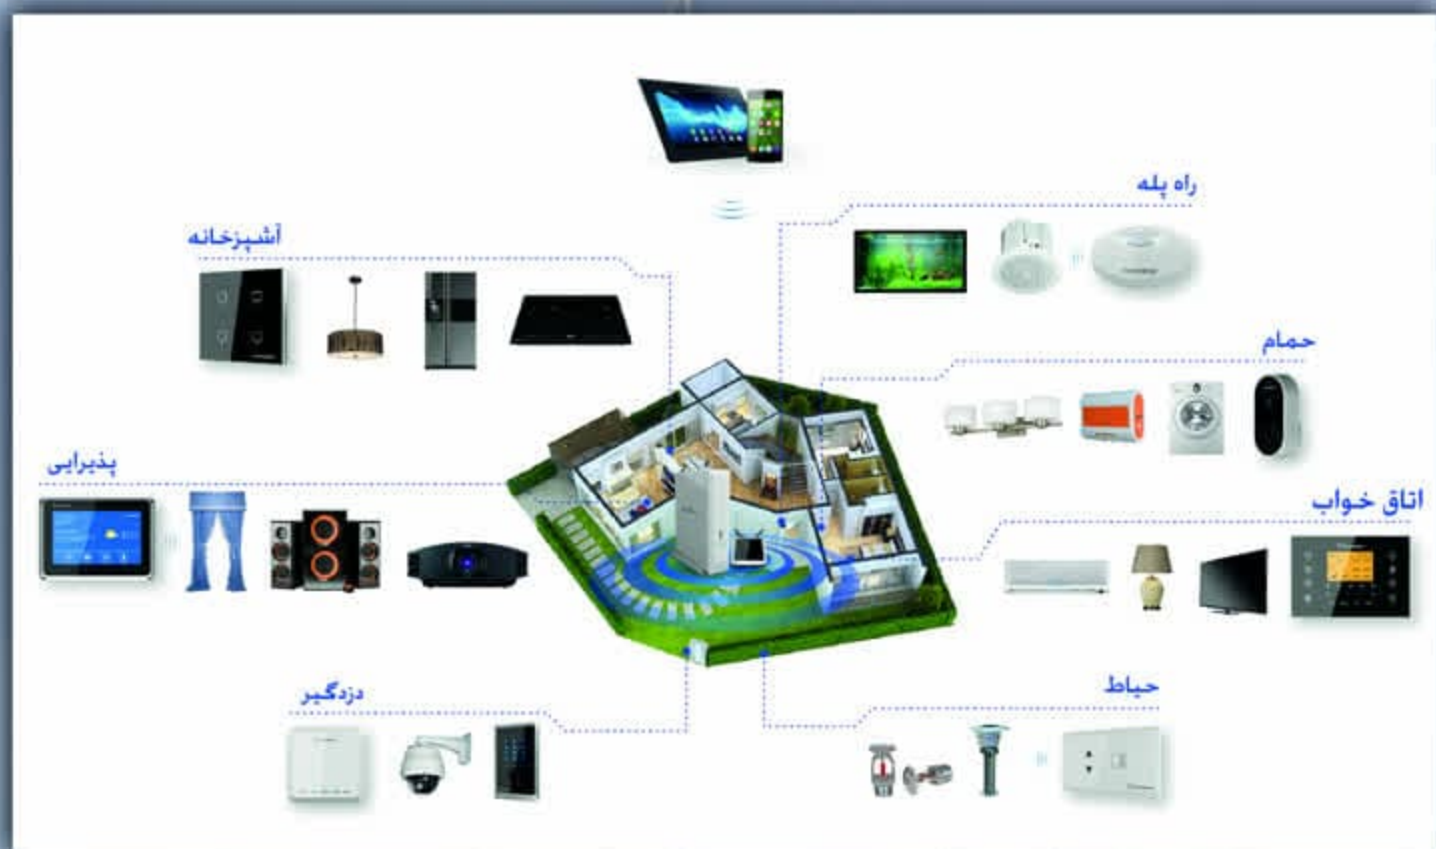 راه پله
آشپزخانه
حمام
پذیرایی
اتاق خواب
دزدگیر
حیاط